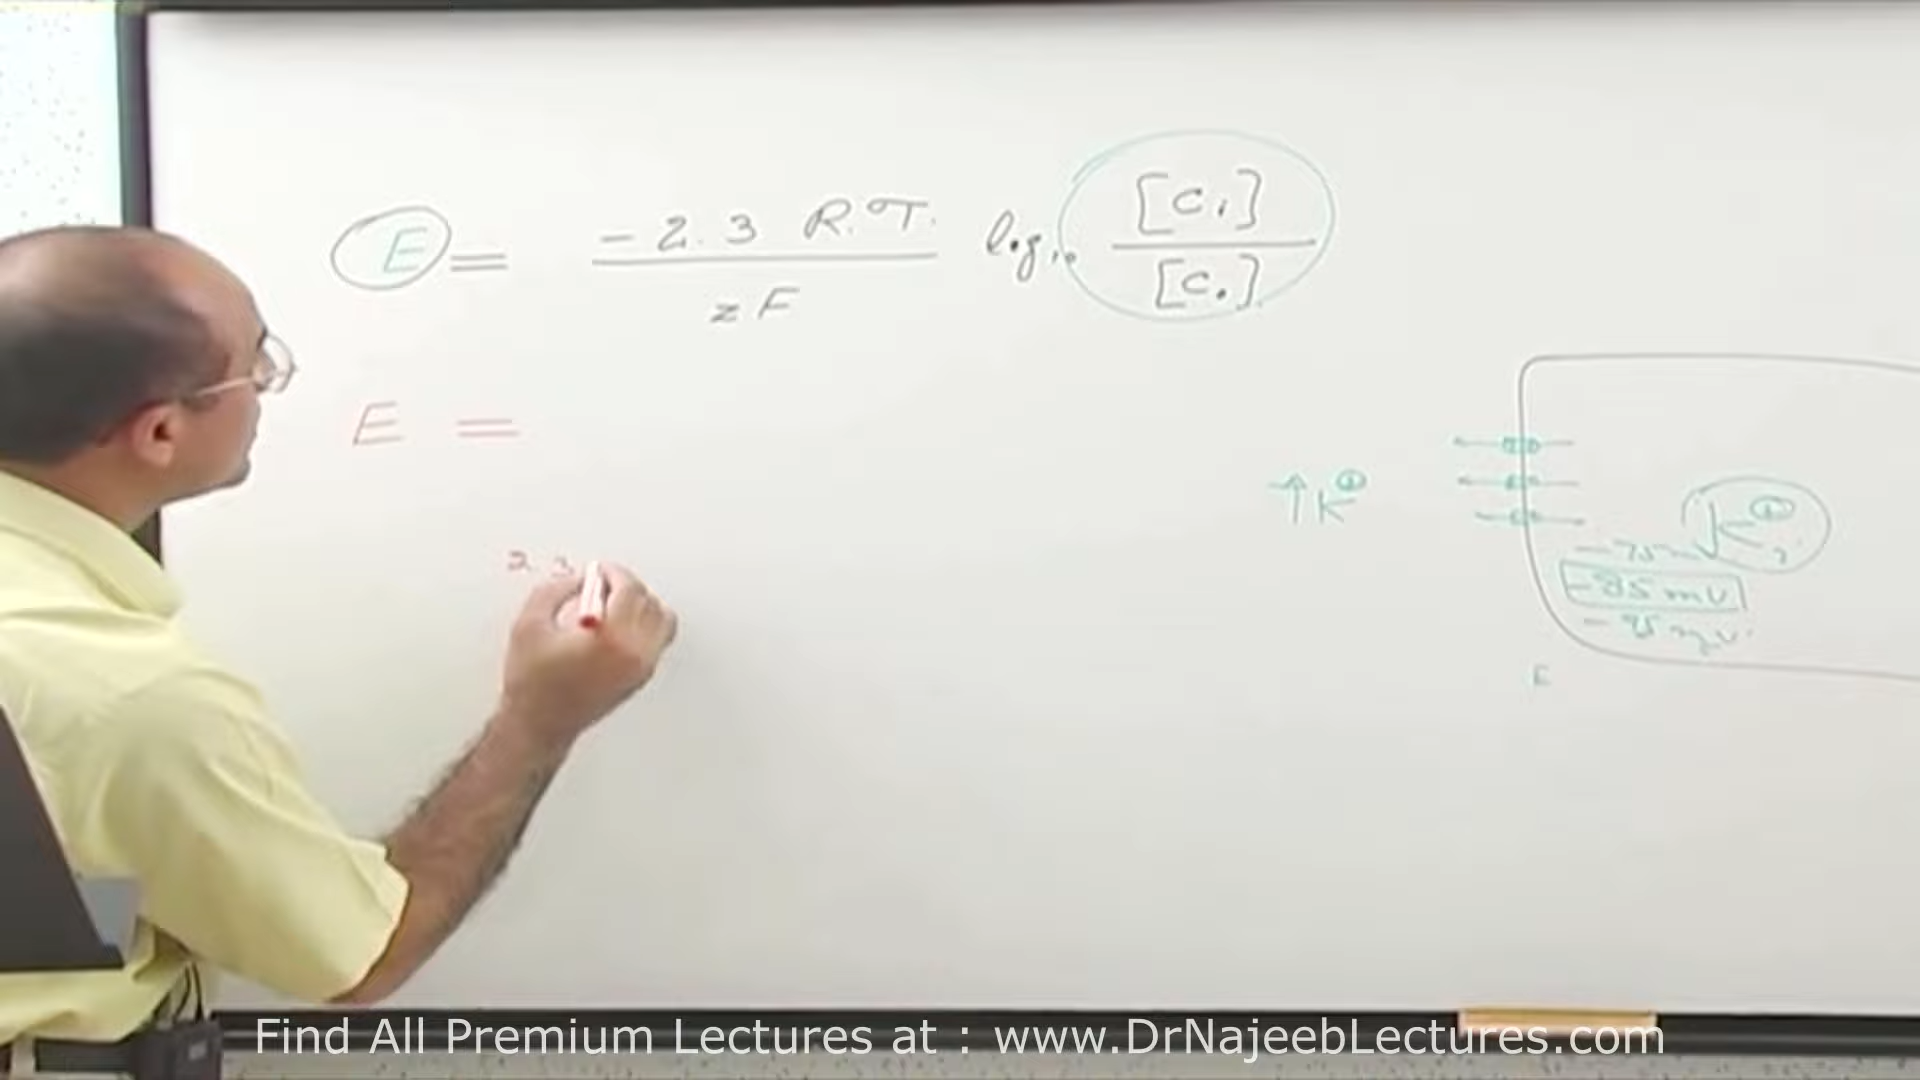 E = -2.3 R.T. log10 [Ci]
zF [Co]
E =
↑K⊕
K⊕
2.3
-85 mv
E
Find All Premium Lectures at : www.DrNajeebLectures.com